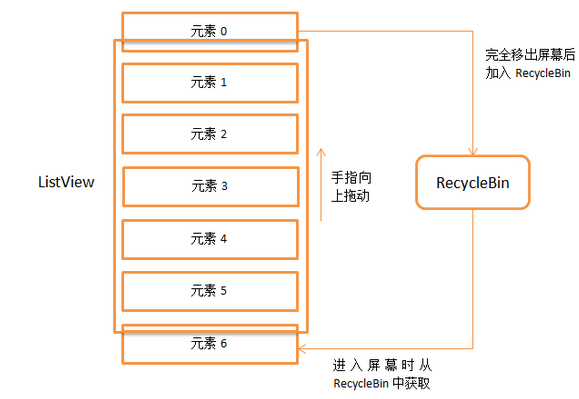 元素 0
完全移出屏幕后
加入 RecycleBin
元素 1
元素 2
ListView
元素 3
手指向
上拖动
RecycleBin
元素 4
元素 5
元素 6
进入屏幕时从
RecycleBin 中获取